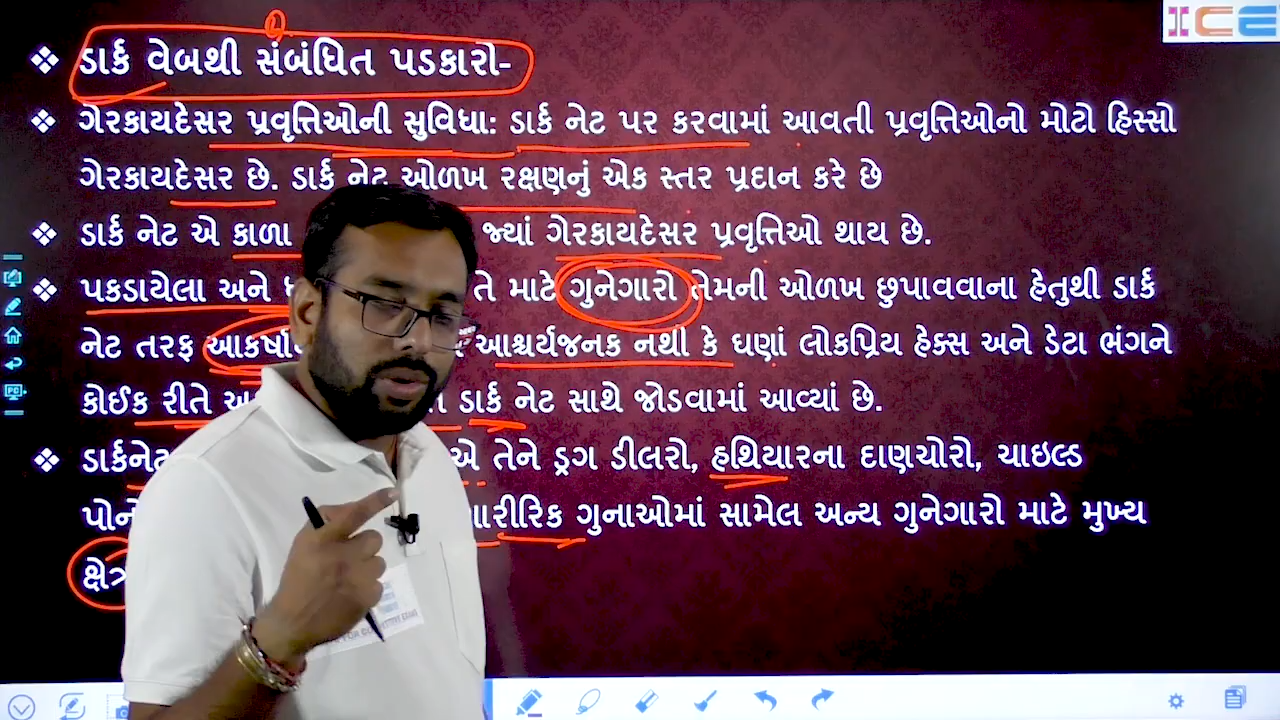 ICE
ડાર્ક વેબથી સંબંધિત પડકારો-
ગેરકાયદેસર પ્રવૃત્તિઓની સુવિધા: ડાર્ક નેટ પર કરવામાં આવતી પ્રવૃત્તિઓનો મોટો હિસ્સો
ગેરકાયદેસર છે. ડાર્ક નેટ ઓળખ રક્ષણનું એક સ્તર પ્રદાન કરે છે
ડાર્ક નેટ એ કાળા જ્યાં ગેરકાયદેસર પ્રવૃત્તિઓ થાય છે.
પકડાયેલા અને તે માટે ગુનેગારો તેમની ઓળખ છુપાવવાના હેતુથી ડાર્ક
નેટ તરફ આશ્ચર્યજનક નથી કે ઘણાં લોકપ્રિય હેક્સ અને ડેટા ભંગને
કોઈક રીતે ડાર્ક નેટ સાથે જોડવામાં આવ્યાં છે.
ડાર્કનેટ તેને ડ્રગ ડીલરો, હથિયારના દાણચોરો, ચાઇલ્ડ
ગુનાઓમાં સામેલ અન્ય ગુનેગારો માટે મુખ્ય
ક્ષેત્ર